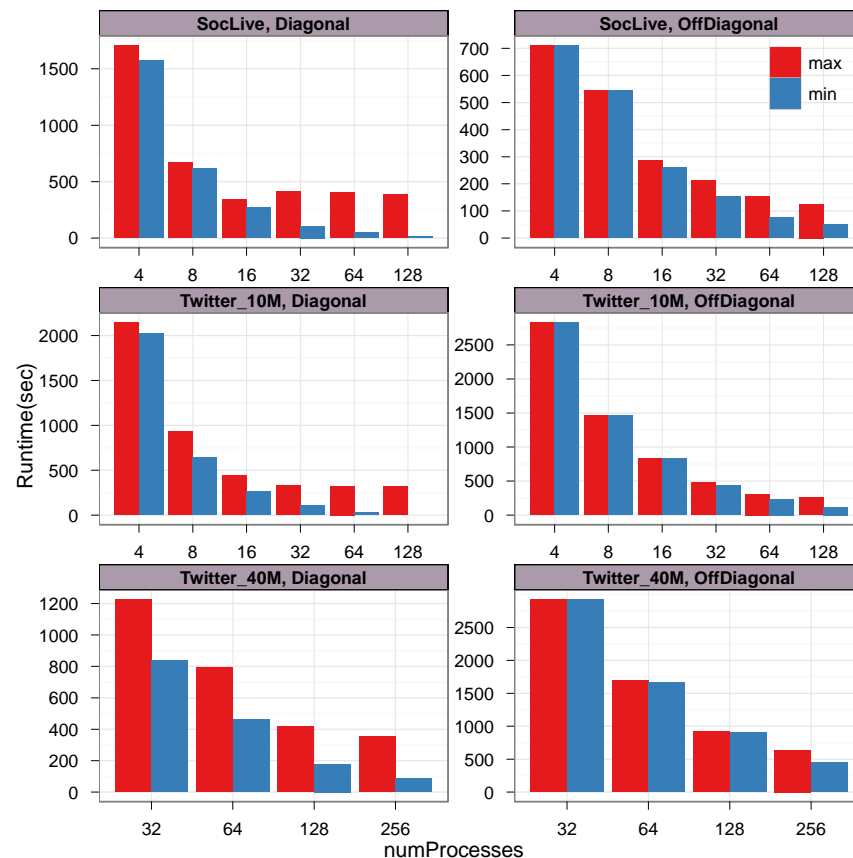 SocLive, Diagonal
1500
1000
500
0
4 8 16 32 64 128
SocLive, OffDiagonal
700
600
500
400
300
200
100
0
4 8 16 32 64 128
max
min
Twitter_10M, Diagonal
2000
1500
1000
500
0
4 8 16 32 64 128
Twitter_10M, OffDiagonal
2500
2000
1500
1000
500
0
4 8 16 32 64 128
Runtime(sec)
Twitter_40M, Diagonal
1200
1000
800
600
400
200
0
32 64 128 256
Twitter_40M, OffDiagonal
2500
2000
1500
1000
500
0
32 64 128 256
numProcesses